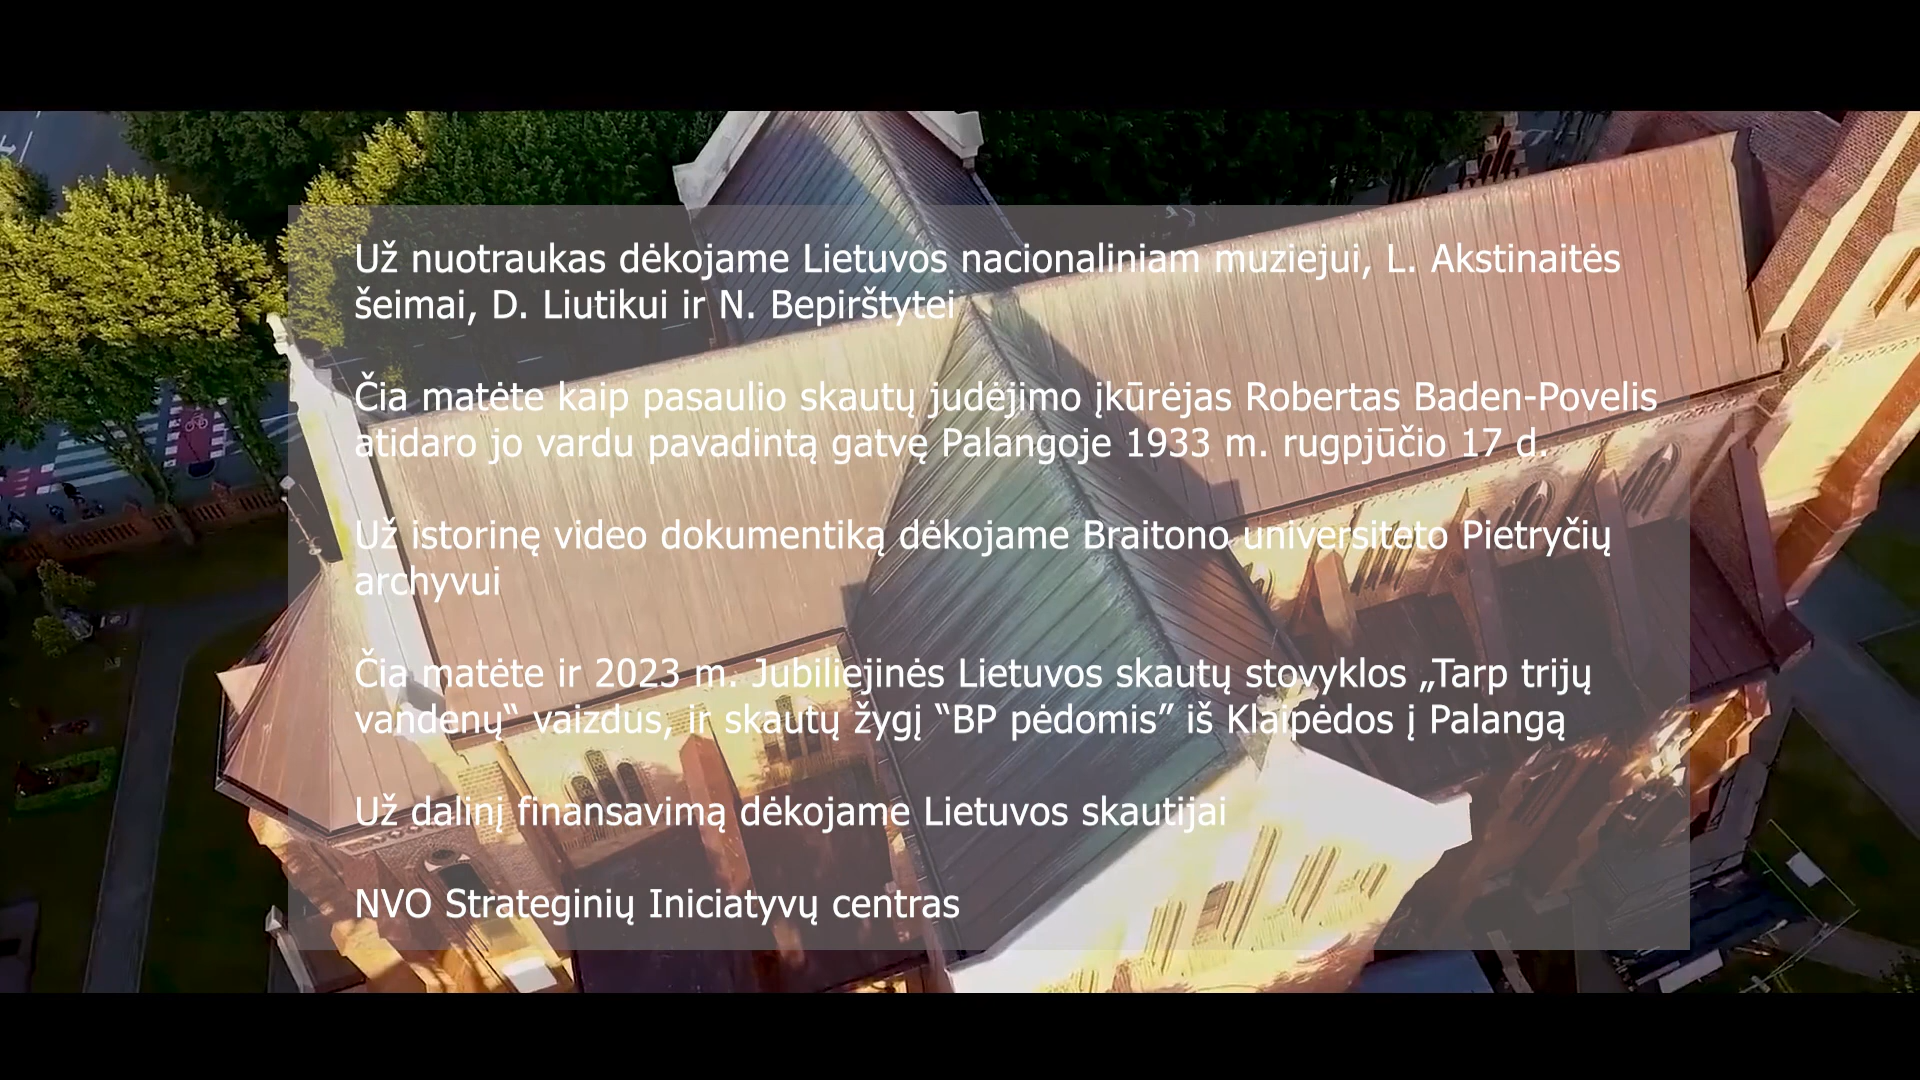 Už nuotraukas dėkojame Lietuvos nacionaliniam muziejui, L. Akstinaitės
šeimai, D. Liutikui ir N. Bepirštytei
Čia matėte kaip pasaulio skautų judėjimo įkūrėjas Robertas Baden-Povelis
atidaro jo vardu pavadintą gatvę Palangoje 1933 m. rugpjūčio 17 d.
Už istorinę video dokumentiką dėkojame Braitono universiteto Pietryčių
archyvui
Čia matėte ir 2023 m. Jubiliejinės Lietuvos skautų stovyklos „Tarp trijų
vandenų“ vaizdus, ir skautų žygį “BP pėdomis” iš Klaipėdos į Palangą
Už dalinį finansavimą dėkojame Lietuvos skautijai
NVO Strateginių Iniciatyvų centras